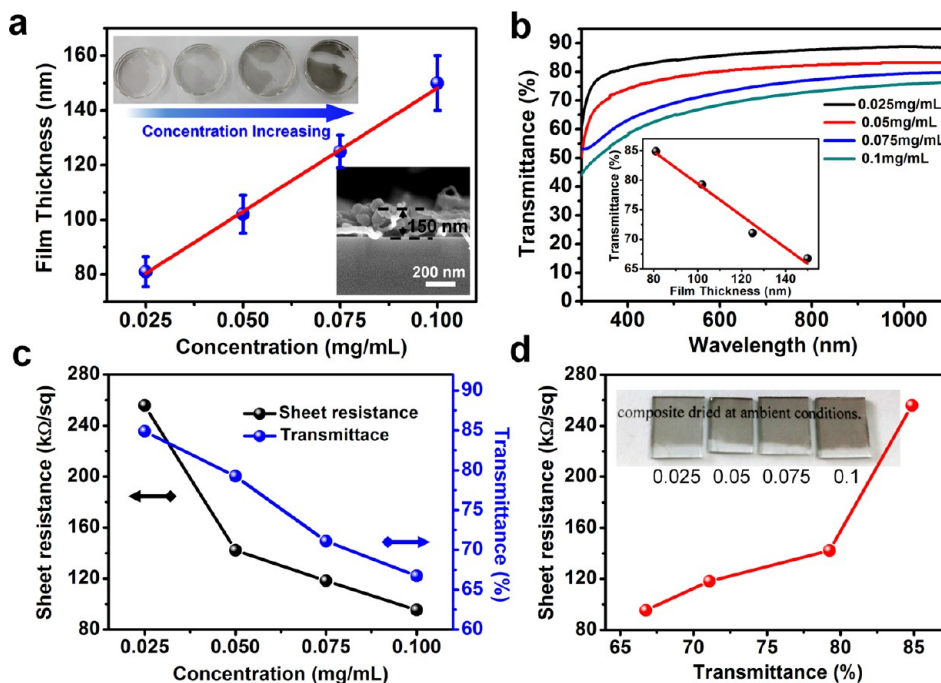 a
160
140
120
100
80
Film Thickness (nm)
Concentration Increasing
150 nm
200 nm
0.025
0.050
0.075
0.100
Concentration (mg/mL)
b
90
80
70
60
50
40
30
20
10
0
Transmittance (%)
0.025mg/mL
0.05mg/mL
0.075mg/mL
0.1mg/mL
85
80
75
70
65
Transmittance (%)
80
100
120
140
Film Thickness (nm)
400
600
800
1000
Wavelength (nm)
c
280
240
200
160
120
80
Sheet resistance (kΩ/sq)
Sheet resistance
Transmittace
90
85
80
75
70
65
60
Transmittance (%)
0.025
0.050
0.075
0.100
Concentration (mg/mL)
d
280
240
200
160
120
80
Sheet resistance (kΩ/sq)
composite dried at ambient conditions.
0.025
0.05
0.075
0.1
65
70
75
80
85
Transmittance (%)